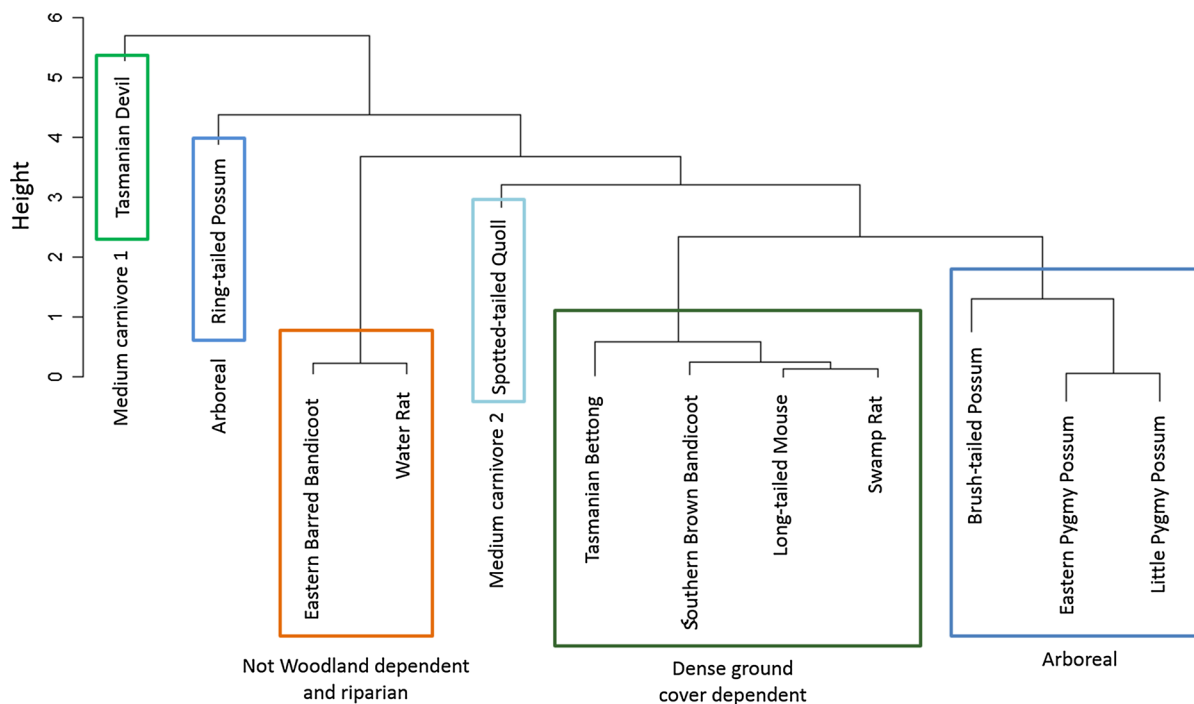 6
5
4
3
2
1
0
Height
Tasmanian Devil
Medium carnivore 1
Ring-tailed Possum
Arboreal
Eastern Barred Bandicoot
Water Rat
Not Woodland dependent
and riparian
Spotted-tailed Quoll
Medium carnivore 2
Tasmanian Bettong
Southern Brown Bandicoot
Long-tailed Mouse
Swamp Rat
Dense ground
cover dependent
Brush-tailed Possum
Eastern Pygmy Possum
Little Pygmy Possum
Arboreal